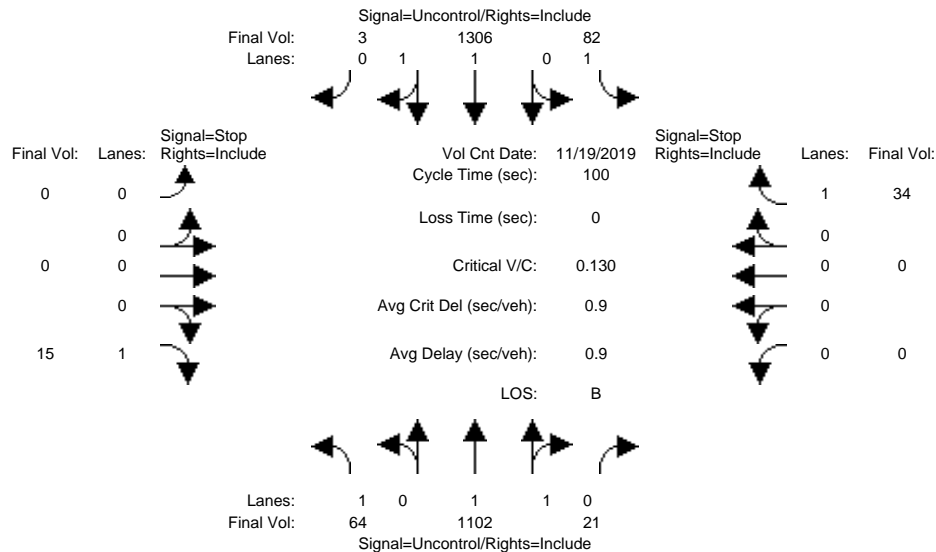 Signal=Uncontrol/Rights=Include
Final Vol: 3 1306 82
Lanes: 0 1 1 0 1
Signal=Stop Signal=Stop
Final Vol: Lanes: Rights=Include Vol Cnt Date: 11/19/2019 Rights=Include Lanes: Final Vol:
Cycle Time (sec): 100
0 0 1 34
Loss Time (sec): 0
0 0
0 0 Critical V/C: 0.130 0 0
0 Avg Crit Del (sec/veh): 0.9 0
15 1 Avg Delay (sec/veh): 0.9 0 0
LOS: B
Lanes: 1 0 1 1 0
Final Vol: 64 1102 21
Signal=Uncontrol/Rights=Include